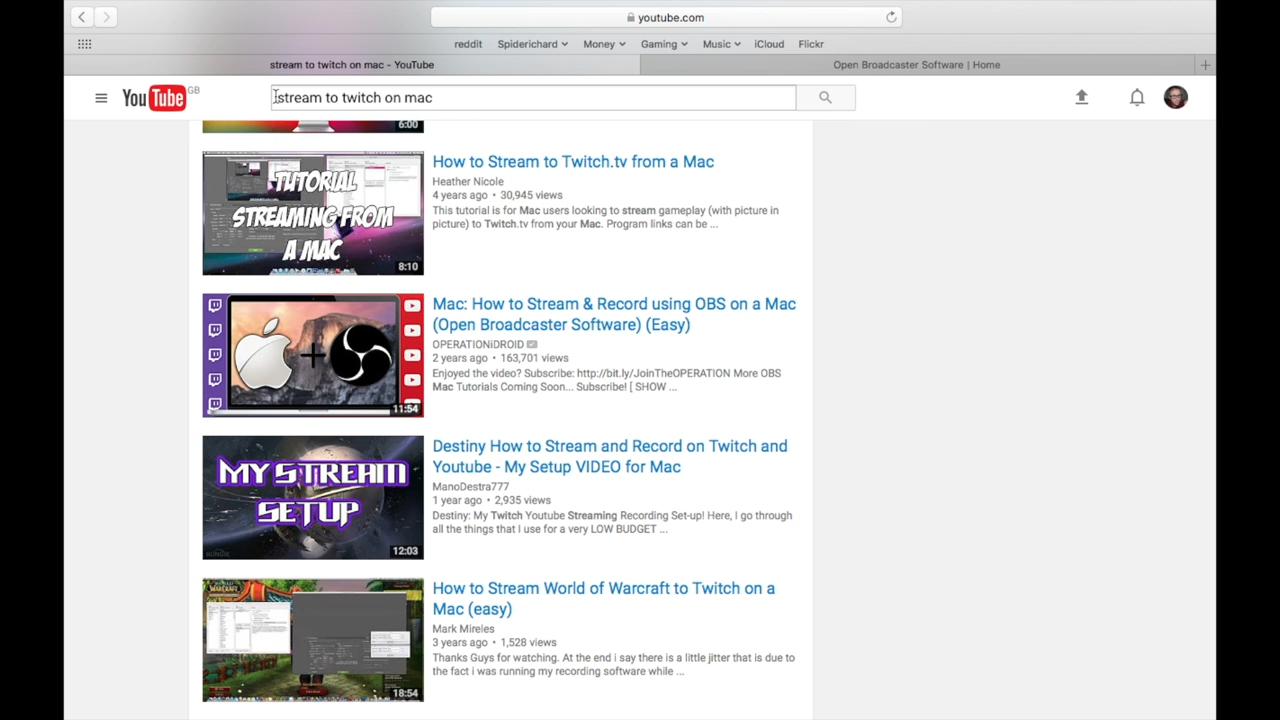 youtube.com
reddit Spiderichard Money Gaming Music iCloud Flickr
stream to twitch on mac - YouTube Open Broadcaster Software | Home
YouTube GB stream to twitch on mac
6:00
TUTORIAL
STREAMING FROM
A MAC
8:10
How to Stream to Twitch.tv from a Mac
Heather Nicole
4 years ago • 30,945 views
This tutorial is for Mac users looking to stream gameplay (with picture in
picture) to Twitch.tv from your Mac. Program links can be ...
11:54
Mac: How to Stream & Record using OBS on a Mac
(Open Broadcaster Software) (Easy)
OPERATIONiDROID
2 years ago • 163,701 views
Enjoyed the video? Subscribe: http://bit.ly/JoinTheOPERATION More OBS
Mac Tutorials Coming Soon... Subscribe! [ SHOW ...
MY STREAM
SETUP
BUNGIE
12:03
Destiny How to Stream and Record on Twitch and
Youtube - My Setup VIDEO for Mac
ManoDestra777
1 year ago • 2,935 views
Destiny: My Twitch Youtube Streaming Recording Set-up! Here, I go through
all the things that I use for a very LOW BUDGET ...
18:54
How to Stream World of Warcraft to Twitch on a
Mac (easy)
Mark Mireles
3 years ago • 1,528 views
Thanks Guys for watching. At the end i say there is a little jitter that is due to
the fact i was running my recording software while ...